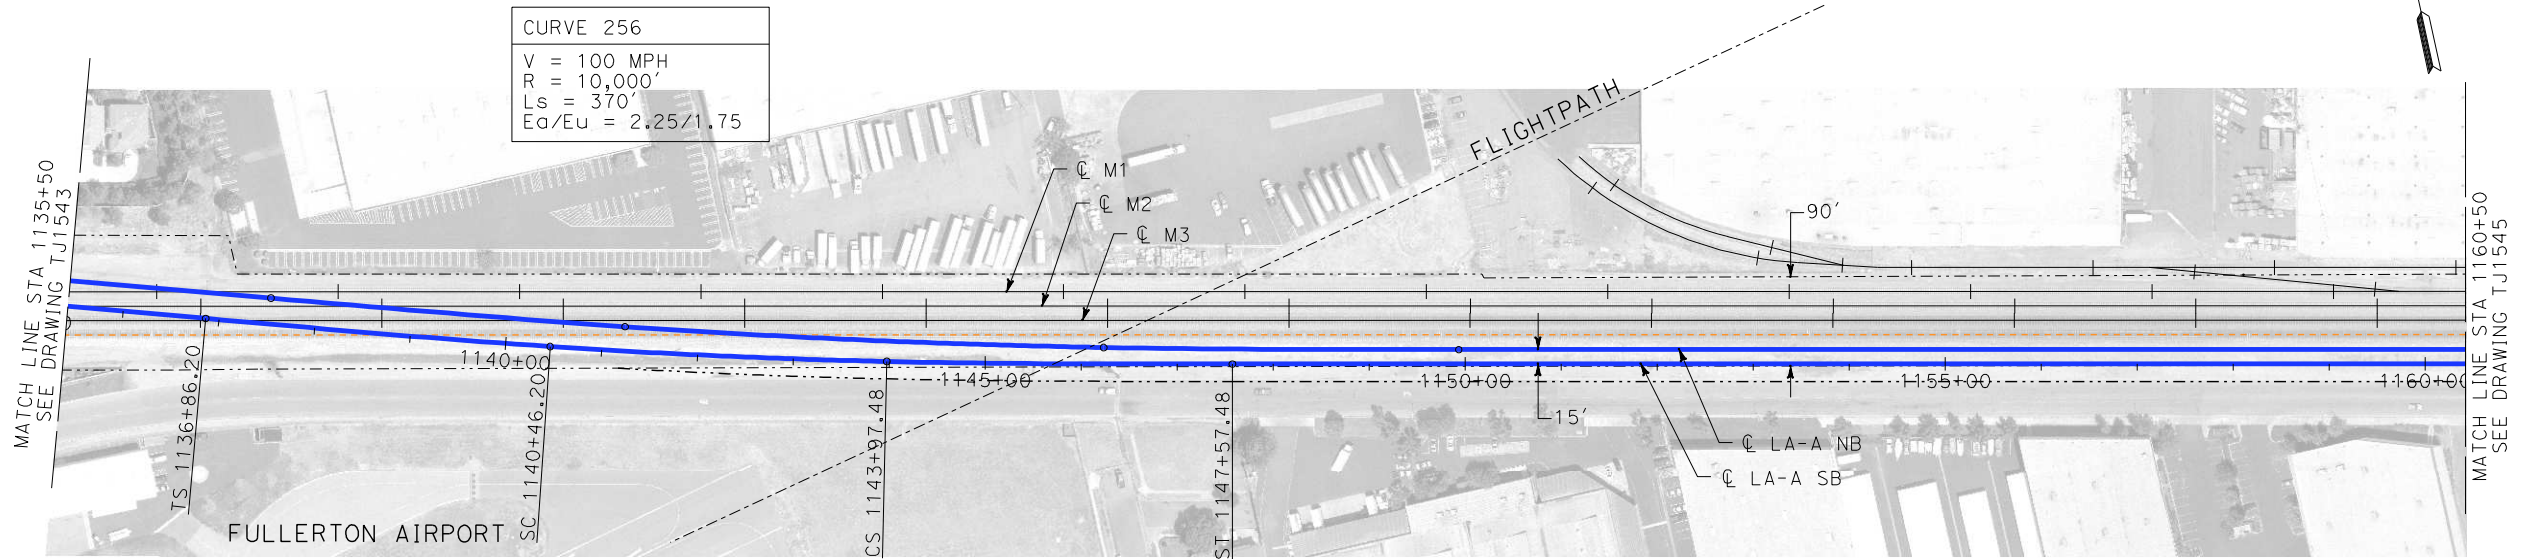 CURVE 256
V = 100 MPH
R = 10,000'
Ls = 370'
Ea/Eu = 2.25/1.75
MATCH LINE STA 1135+50
SEE DRAWING TJ1543
℄ M1
℄ M2
℄ M3
FLIGHTPATH
90'
MATCH LINE STA 1160+50
SEE DRAWING TJ1545
1140+00
1145+00
1150+00
1155+00
1160+00
15'
℄ LA-A NB
℄ LA-A SB
TS 1136+86.20
SC 1140+46.20
CS 1143+97.48
ST 1147+57.48
FULLERTON AIRPORT